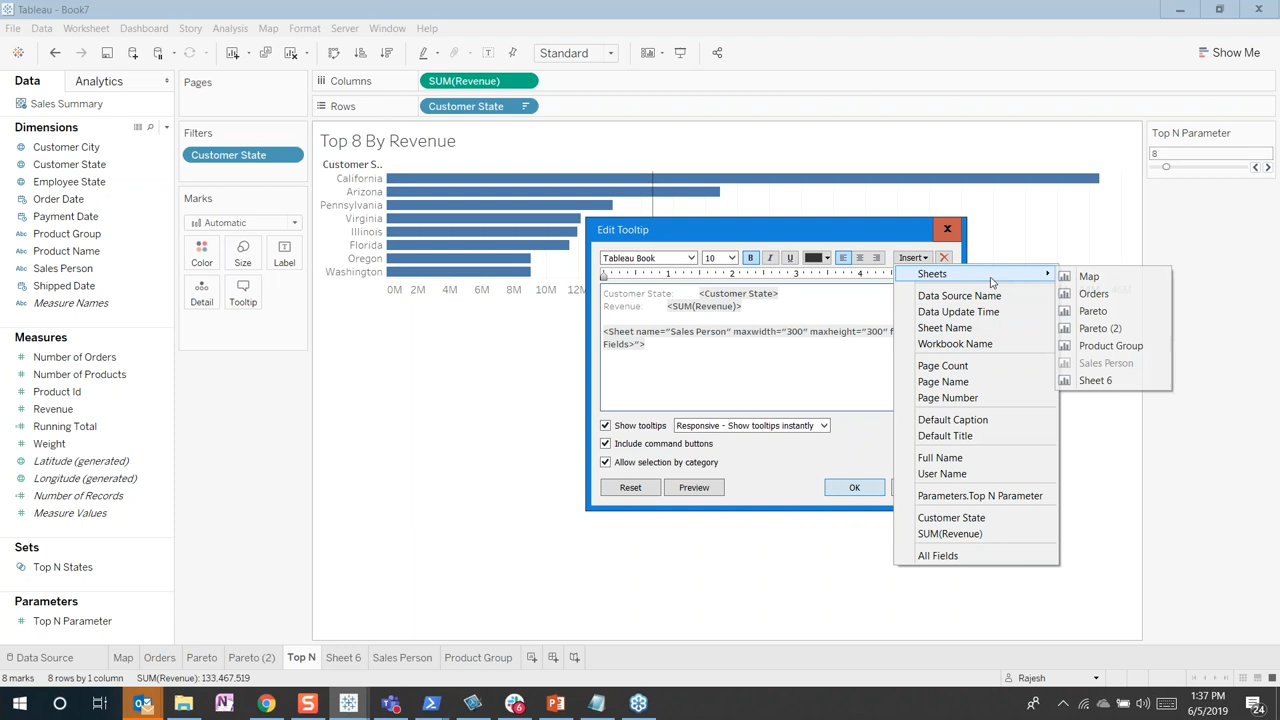 Tableau - Book7
File Data Worksheet Dashboard Story Analysis Map Format Server Window Help
Standard
Show Me
Data Analytics
Sales Summary
Dimensions
Customer City
Customer State
Employee State
Order Date
Payment Date
Abc Product Group
Abc Product Name
Abc Sales Person
Shipped Date
Abc Measure Names
Measures
Number of Orders
Number of Products
Product Id
Revenue
Running Total
Weight
Latitude (generated)
Longitude (generated)
Number of Records
Measure Values
Sets
Top N States
Parameters
Top N Parameter
Pages
Filters
Customer State
Marks
Automatic
Color Size Label
Detail Tooltip
Columns SUM(Revenue)
Rows Customer State
Top 8 By Revenue
Customer S..
California
Arizona
Pennsylvania
Virginia
Illinois
Florida
Oregon
Washington
0M 2M 4M 6M 8M 10M 12M
Top N Parameter
8
Edit Tooltip
Tableau Book 10 B I U Insert
1 2 3 4
Customer State: <Customer State>
Revenue: <SUM(Revenue)>
<Sheet name="Sales Person" maxwidth="300" maxheight="300" f
Fields>">
Show tooltips Responsive - Show tooltips instantly
Include command buttons
Allow selection by category
Reset Preview OK
Sheets
Data Source Name
Data Update Time
Sheet Name
Workbook Name
Page Count
Page Name
Page Number
Default Caption
Default Title
Full Name
User Name
Parameters.Top N Parameter
Customer State
SUM(Revenue)
All Fields
Map
Orders
Pareto
Pareto (2)
Product Group
Sales Person
Sheet 6
Data Source Map Orders Pareto Pareto (2) Top N Sheet 6 Sales Person Product Group
8 marks 8 rows by 1 column SUM(Revenue): 133.467.519
Rajesh
1:37 PM
6/5/2019
24